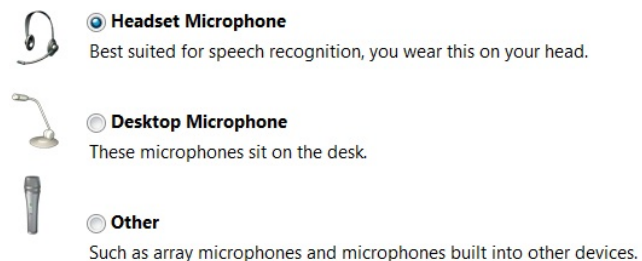 Headset Microphone
Best suited for speech recognition, you wear this on your head.
Desktop Microphone
These microphones sit on the desk.
Other
Such as array microphones and microphones built into other devices.